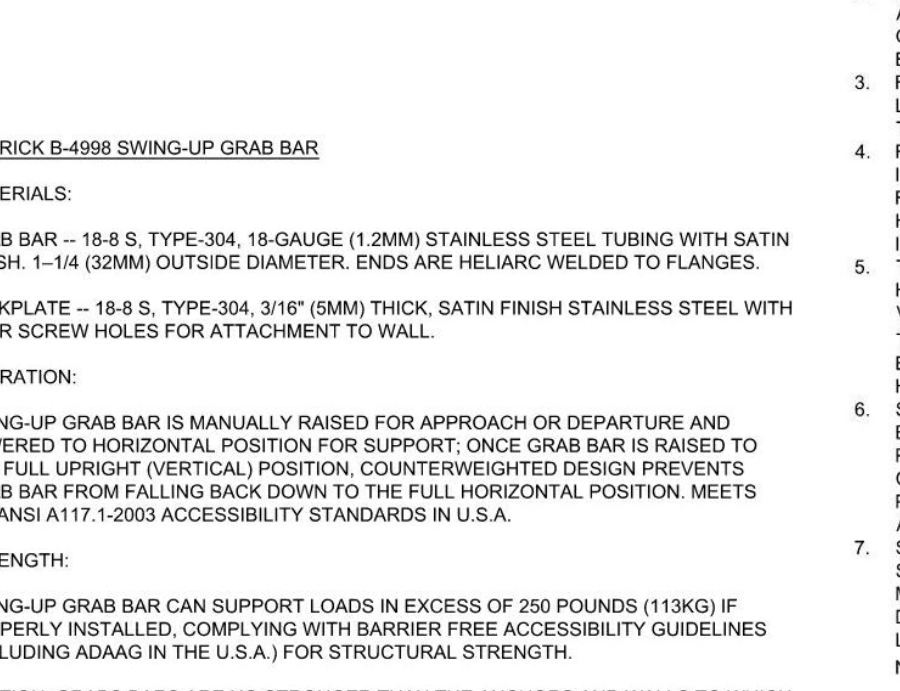 RICK B-4998 SWING-UP GRAB BAR
ERIALS:
B BAR -- 18-8 S, TYPE-304, 18-GAUGE (1.2MM) STAINLESS STEEL TUBING WITH SATIN
SH. 1–1/4 (32MM) OUTSIDE DIAMETER. ENDS ARE HELIARC WELDED TO FLANGES.
KPLATE -- 18-8 S, TYPE-304, 3/16" (5MM) THICK, SATIN FINISH STAINLESS STEEL WITH
R SCREW HOLES FOR ATTACHMENT TO WALL.
RATION:
NG-UP GRAB BAR IS MANUALLY RAISED FOR APPROACH OR DEPARTURE AND
ERED TO HORIZONTAL POSITION FOR SUPPORT; ONCE GRAB BAR IS RAISED TO
FULL UPRIGHT (VERTICAL) POSITION, COUNTERWEIGHTED DESIGN PREVENTS
B BAR FROM FALLING BACK DOWN TO THE FULL HORIZONTAL POSITION. MEETS
ANSI A117.1-2003 ACCESSIBILITY STANDARDS IN U.S.A.
ENGTH:
NG-UP GRAB BAR CAN SUPPORT LOADS IN EXCESS OF 250 POUNDS (113KG) IF
PERLY INSTALLED, COMPLYING WITH BARRIER FREE ACCESSIBILITY GUIDELINES
LUDING ADAAG IN THE U.S.A.) FOR STRUCTURAL STRENGTH.
3.
4.
5.
6.
7.